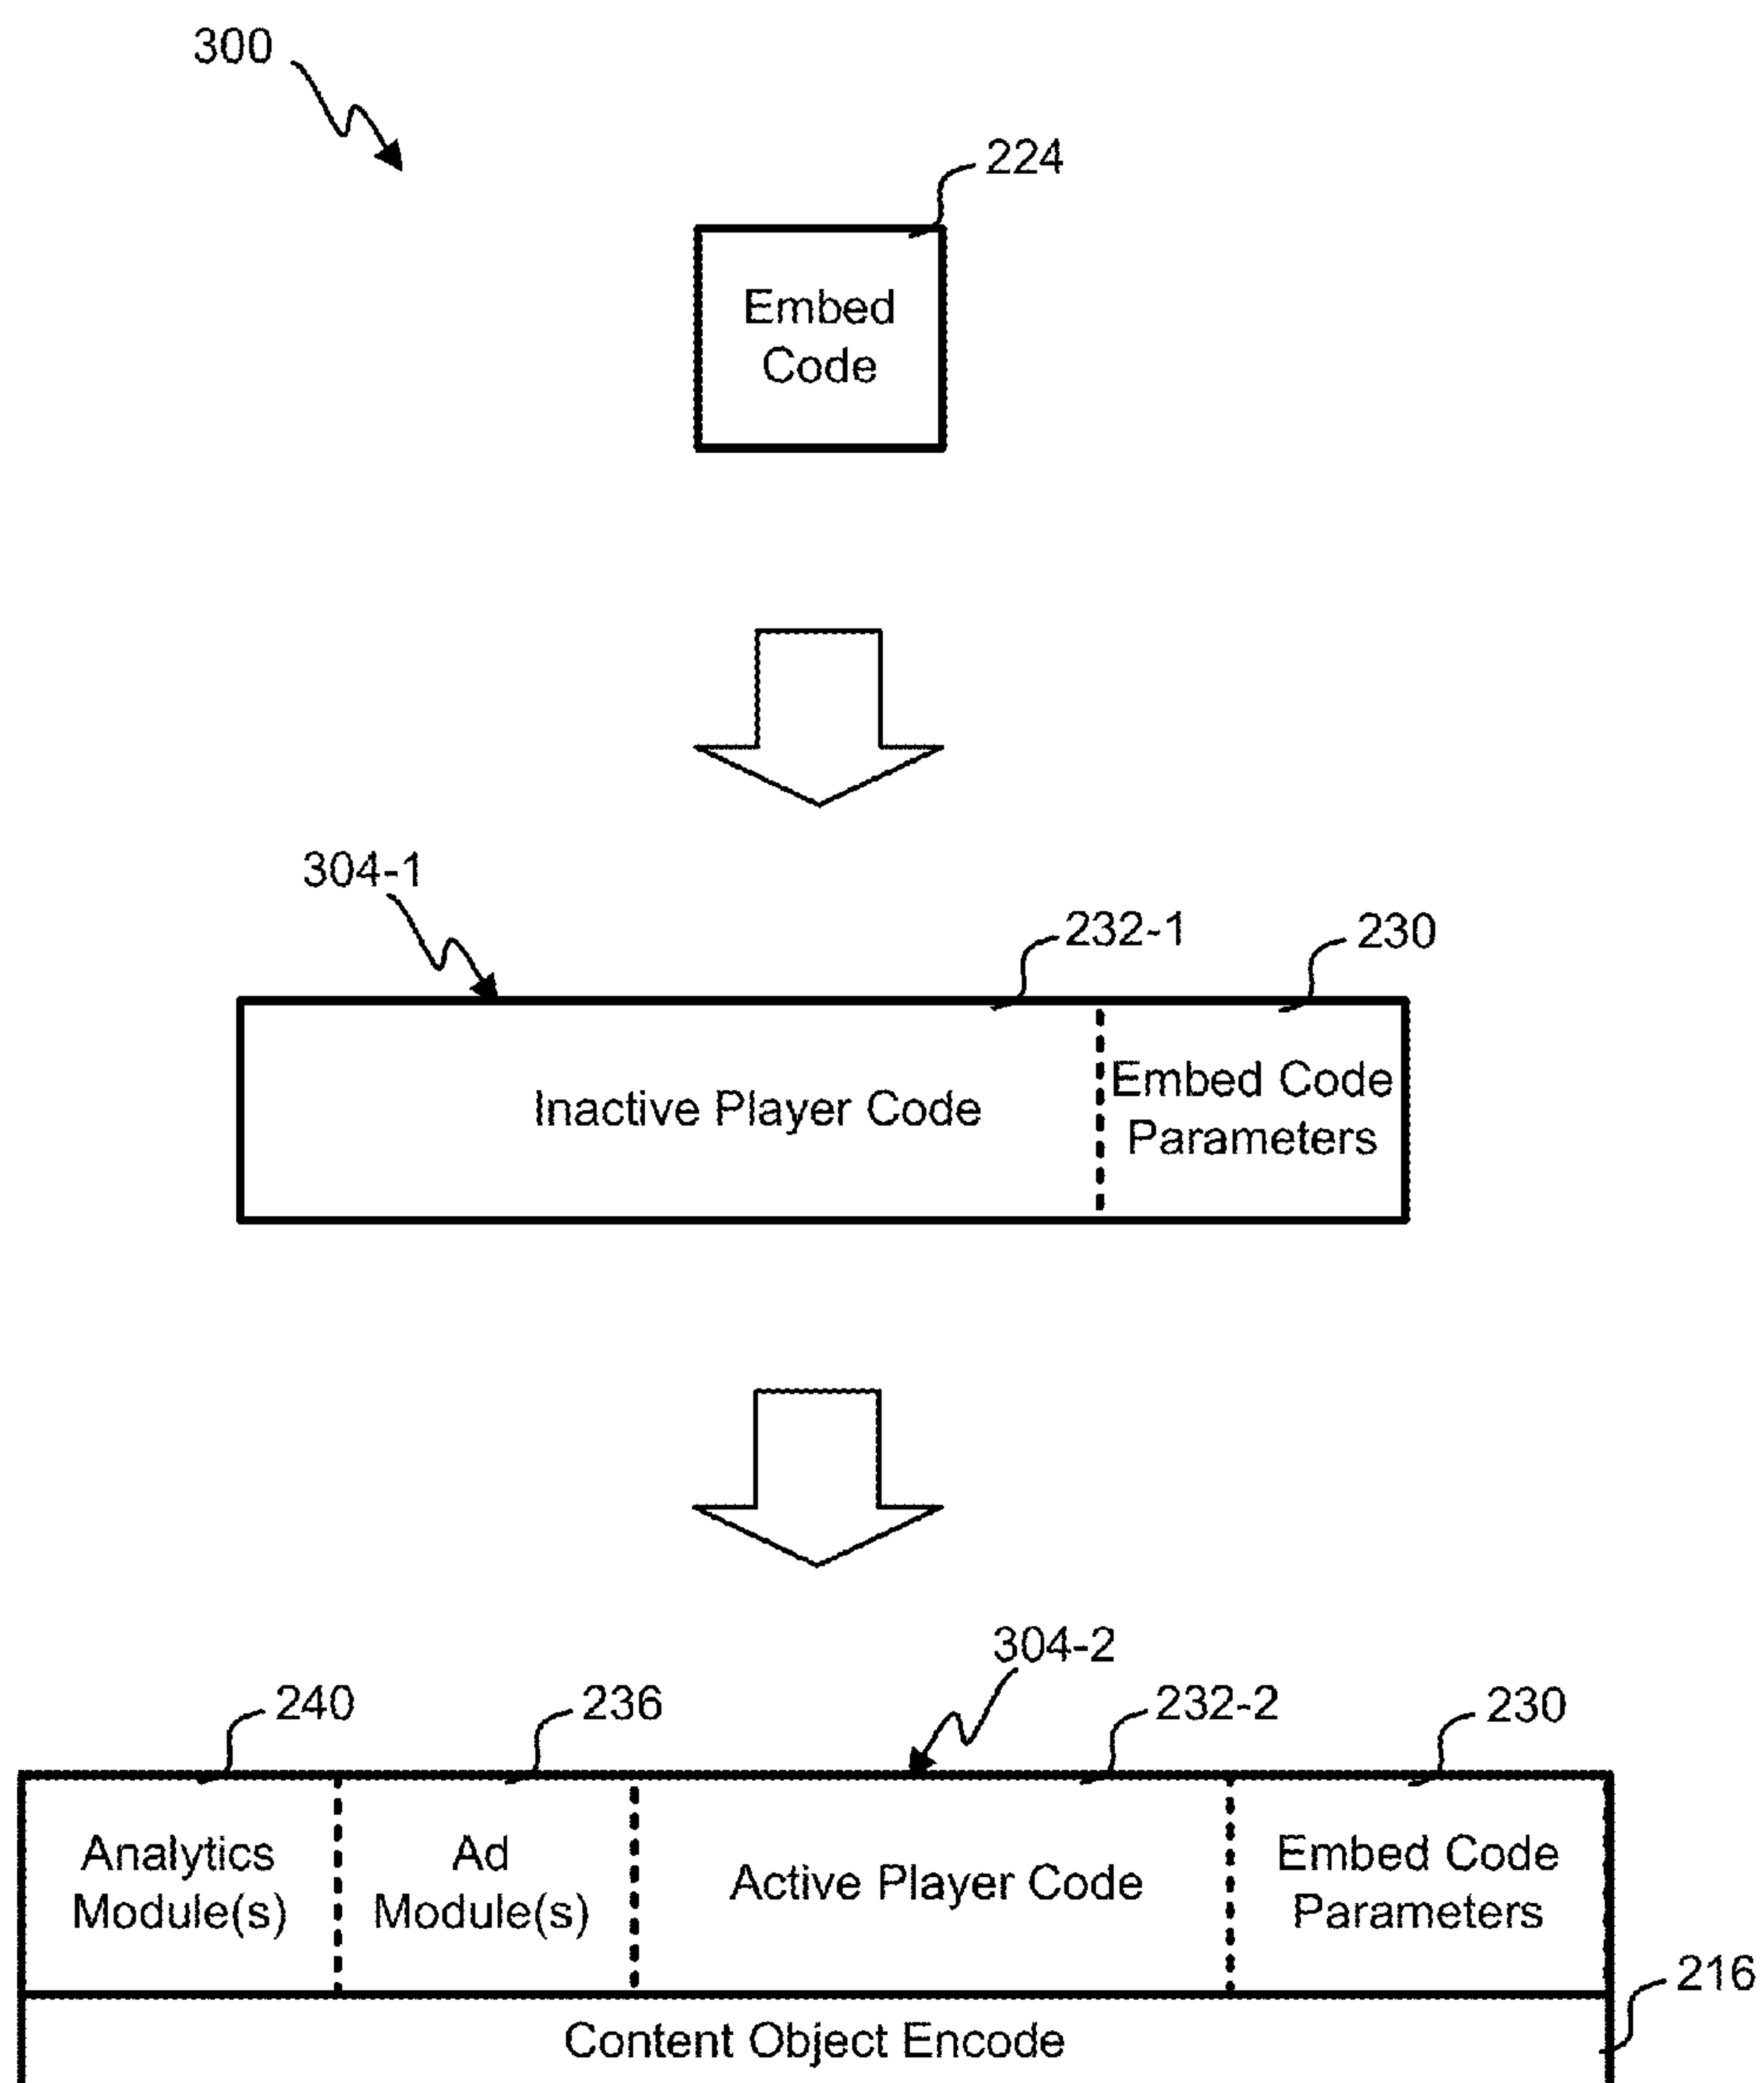 300
224
Embed
Code
304-1
232-1
230
Inactive Player Code
Embed Code
Parameters
304-2
240
236
232-2
230
Analytics
Module(s)
Ad
Module(s)
Active Player Code
Embed Code
Parameters
216
Content Object Encode